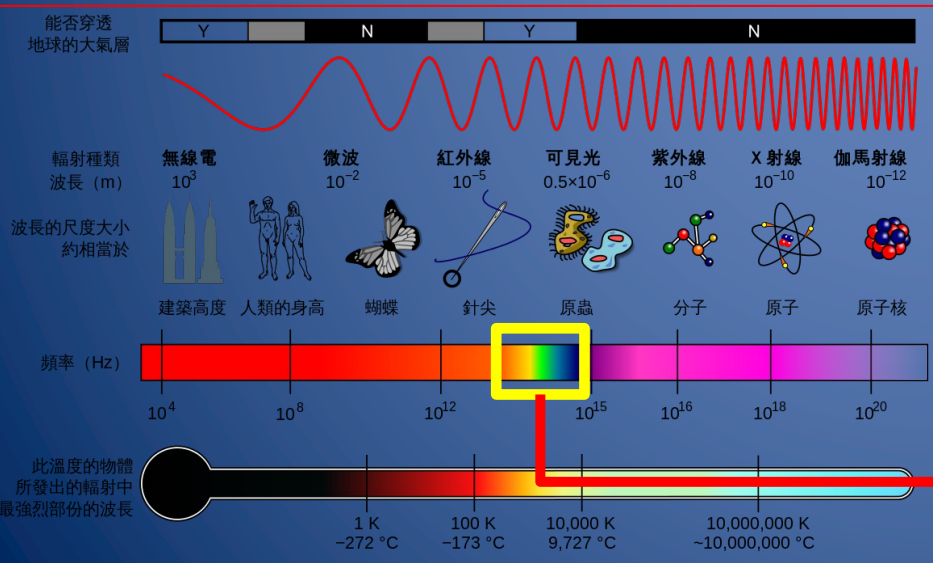 能否穿透
地球的大氣層
Y N Y N
輻射種類 無線電 微波 紅外線 可見光 紫外線 X 射線 伽馬射線
波長（m） 10³ 10⁻² 10⁻⁵ 0.5×10⁻⁶ 10⁻⁸ 10⁻¹⁰ 10⁻¹²
波長的尺度大小
約相當於
建築高度 人類的身高 蝴蝶 針尖 原蟲 分子 原子 原子核
頻率（Hz）
10⁴ 10⁸ 10¹² 10¹⁵ 10¹⁶ 10¹⁸ 10²⁰
此溫度的物體
所發出的輻射中
最強烈部份的波長
1 K 100 K 10,000 K 10,000,000 K
−272 °C −173 °C 9,727 °C ~10,000,000 °C